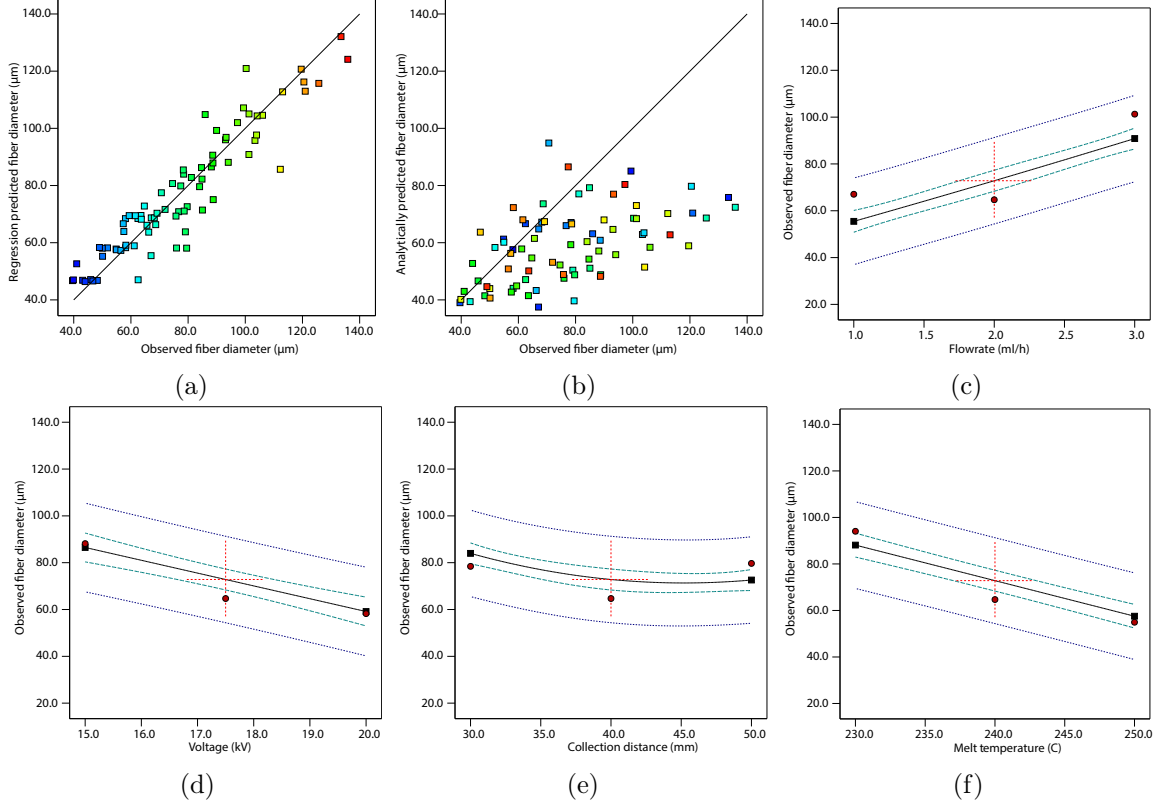 140.0
120.0
100.0
80.0
60.0
40.0
Regression predicted fiber diameter (μm)
40.0 60.0 80.0 100.0 120.0 140.0
Observed fiber diameter (μm)
(a)
140.0
120.0
100.0
80.0
60.0
40.0
Analytically predicted fiber diameter (μm)
40.0 60.0 80.0 100.0 120.0 140.0
Observed fiber diameter (μm)
(b)
140.0
120.0
100.0
80.0
60.0
40.0
20.0
Observed fiber diameter (μm)
1.0 1.5 2.0 2.5 3.0
Flowrate (ml/h)
(c)
140.0
120.0
100.0
80.0
60.0
40.0
20.0
Observed fiber diameter (μm)
15.0 16.0 17.0 18.0 19.0 20.0
Voltage (kV)
(d)
140.0
120.0
100.0
80.0
60.0
40.0
20.0
Observed fiber diameter (μm)
30.0 35.0 40.0 45.0 50.0
Collection distance (mm)
(e)
140.0
120.0
100.0
80.0
60.0
40.0
20.0
Observed fiber diameter (μm)
230.0 235.0 240.0 245.0 250.0
Melt temperature (C)
(f)